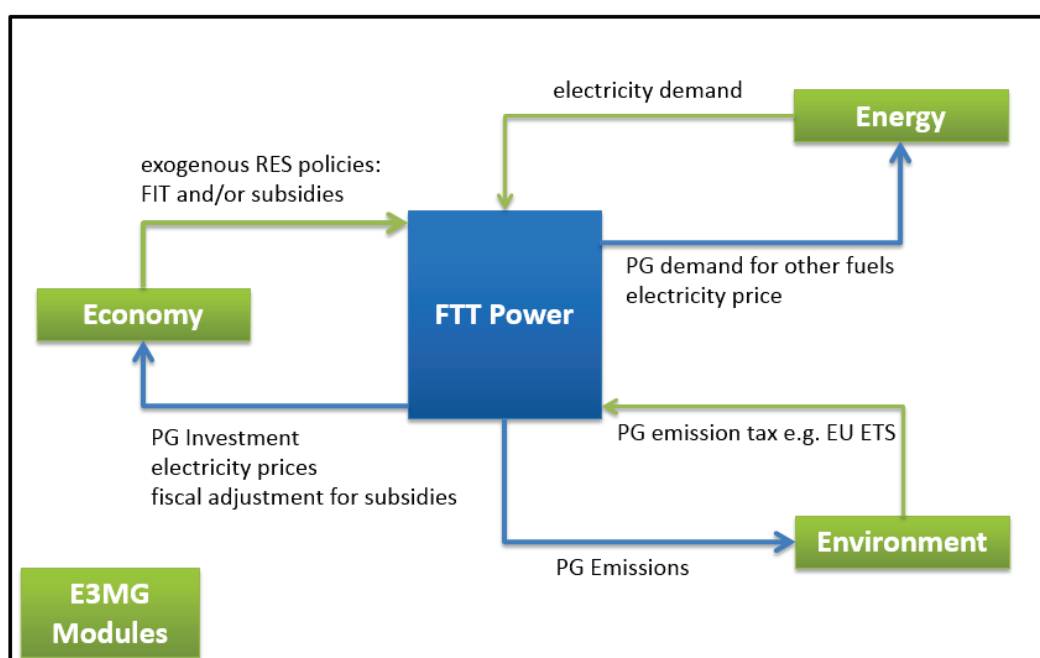 electricity demand
Energy
exogenous RES policies:
FIT and/or subsidies
PG demand for other fuels
electricity price
Economy
FTT Power
PG Investment
electricity prices
fiscal adjustment for subsidies
PG emission tax e.g. EU ETS
Environment
PG Emissions
E3MG
Modules